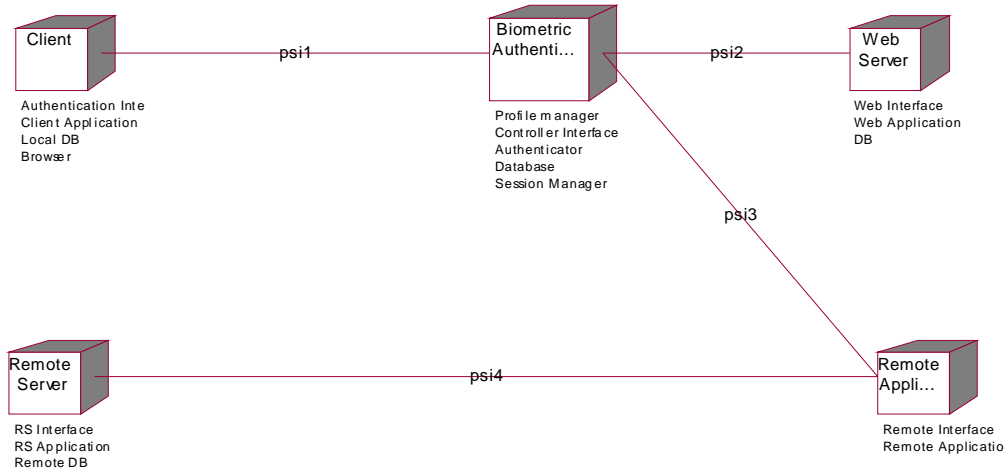 Client
psi1
Biometric
Authenti...
psi2
Web
Server
Authentication Inte
Client Application
Local DB
Browser
Profile manager
Controller Interface
Authenticator
Database
Session Manager
Web Interface
Web Application
DB
psi3
Remote
Server
psi4
Remote
Appli...
RS Interface
RS Application
Remote DB
Remote Interface
Remote Applicatio